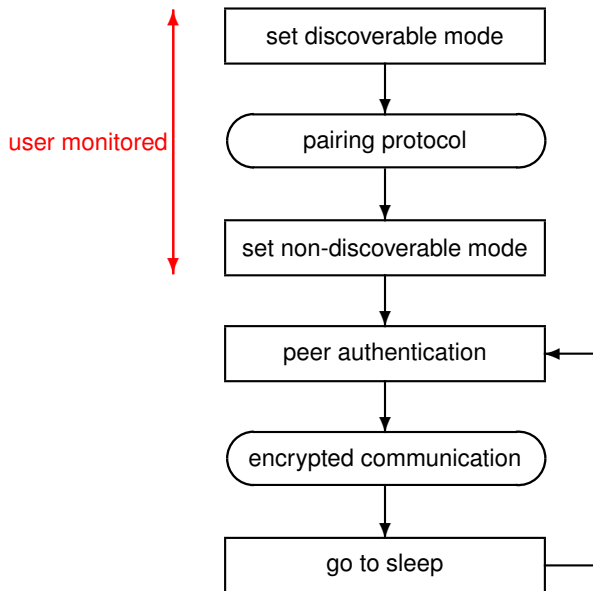 set discoverable mode
user monitored
pairing protocol
set non-discoverable mode
peer authentication
encrypted communication
go to sleep